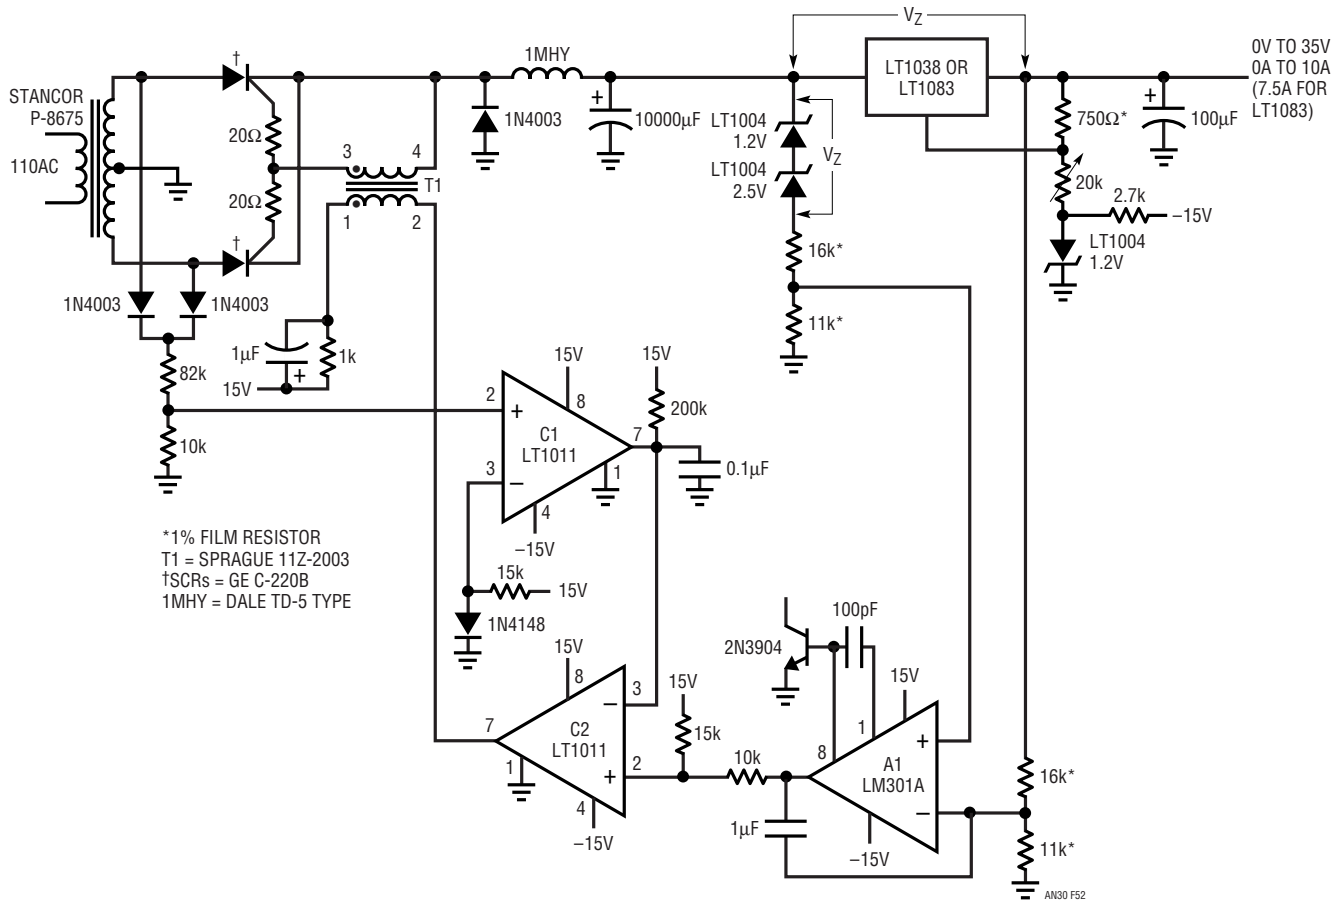 V_Z
0V TO 35V
0A TO 10A
(7.5A FOR
LT1083)
STANCOR
P-8675
110AC
†
20Ω
20Ω
†
3
4
T1
1
2
1MHY
1N4003
+
10000µF
LT1038 OR
LT1083
LT1004
1.2V
V_Z
LT1004
2.5V
16k*
11k*
750Ω*
+
100µF
20k
2.7k
–15V
LT1004
1.2V
1N4003
1N4003
1µF
+
1k
15V
82k
10k
15V
8
2
+
C1
LT1011
7
3
–
1
4
–15V
15V
200k
0.1µF
*1% FILM RESISTOR
T1 = SPRAGUE 11Z-2003
†SCRs = GE C-220B
1MHY = DALE TD-5 TYPE
15k
15V
1N4148
15V
8
3
–
7
C2
LT1011
1
+
2
4
–15V
15V
15k
10k
1µF
2N3904
100pF
15V
8
1
+
A1
LM301A
–
–15V
16k*
11k*
AN30 F52